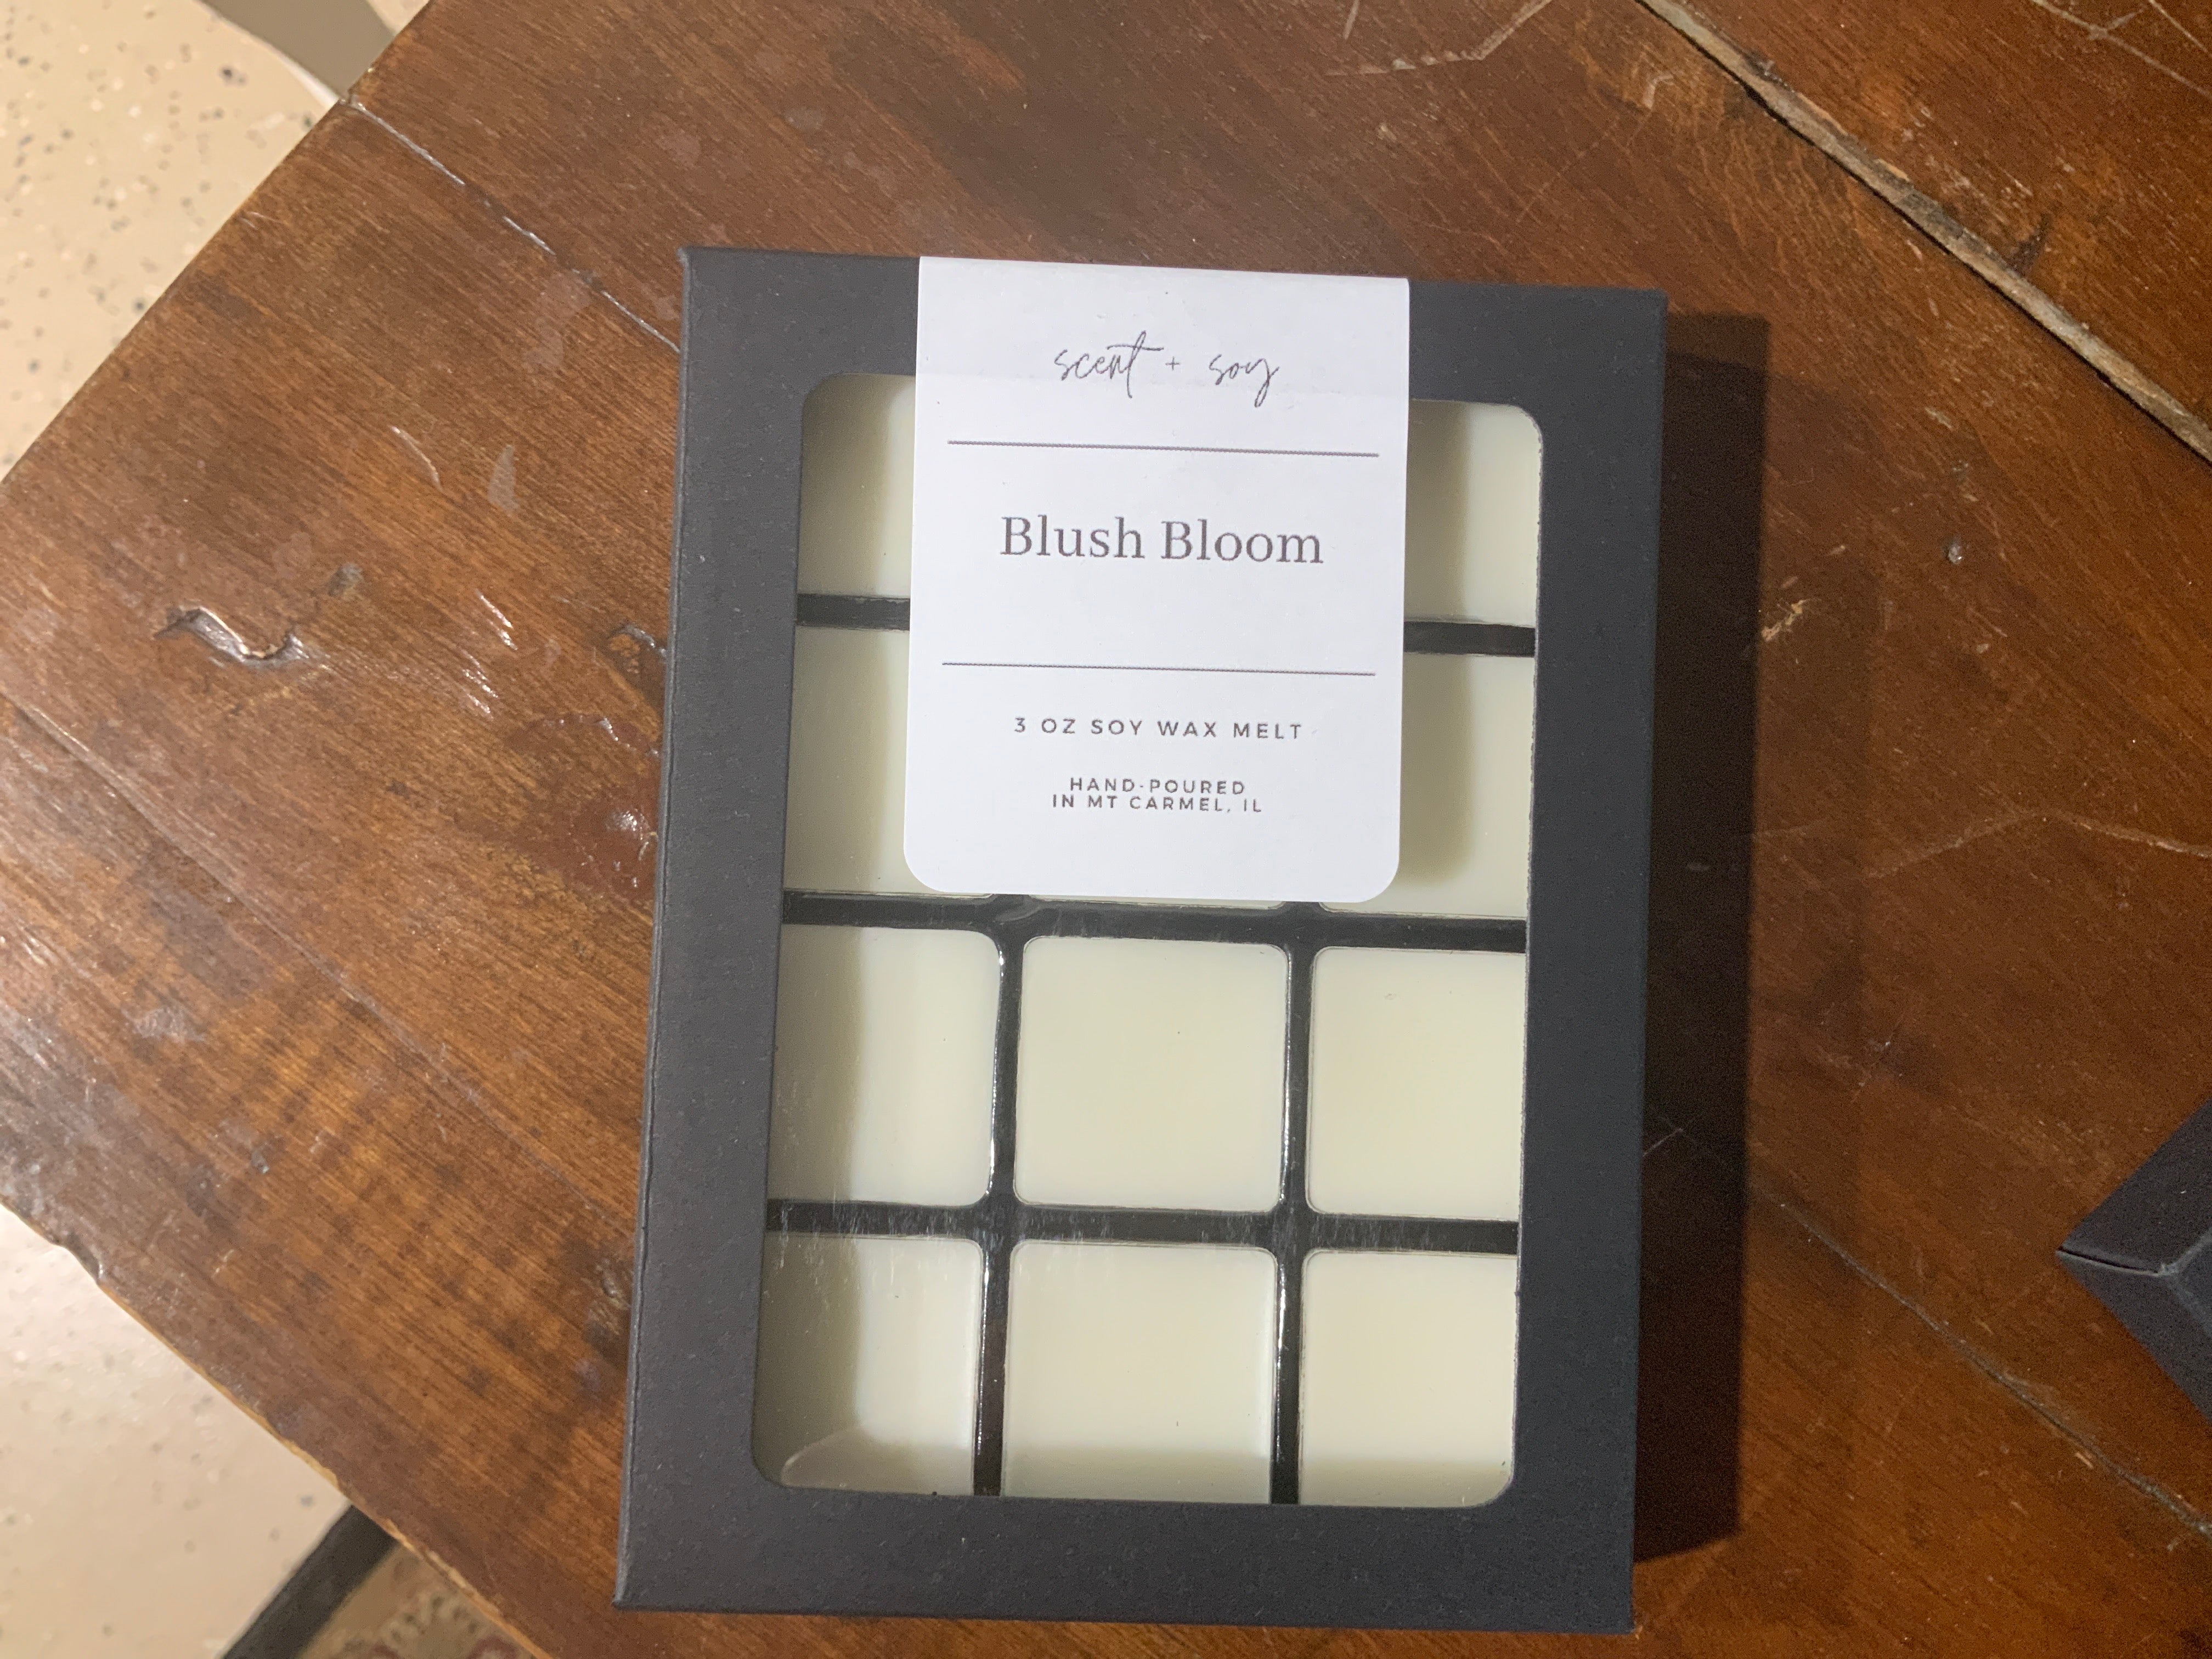 scent + soy
Blush Bloom
3 OZ SOY WAX MELT
HAND-POURED
IN MT CARMEL, IL